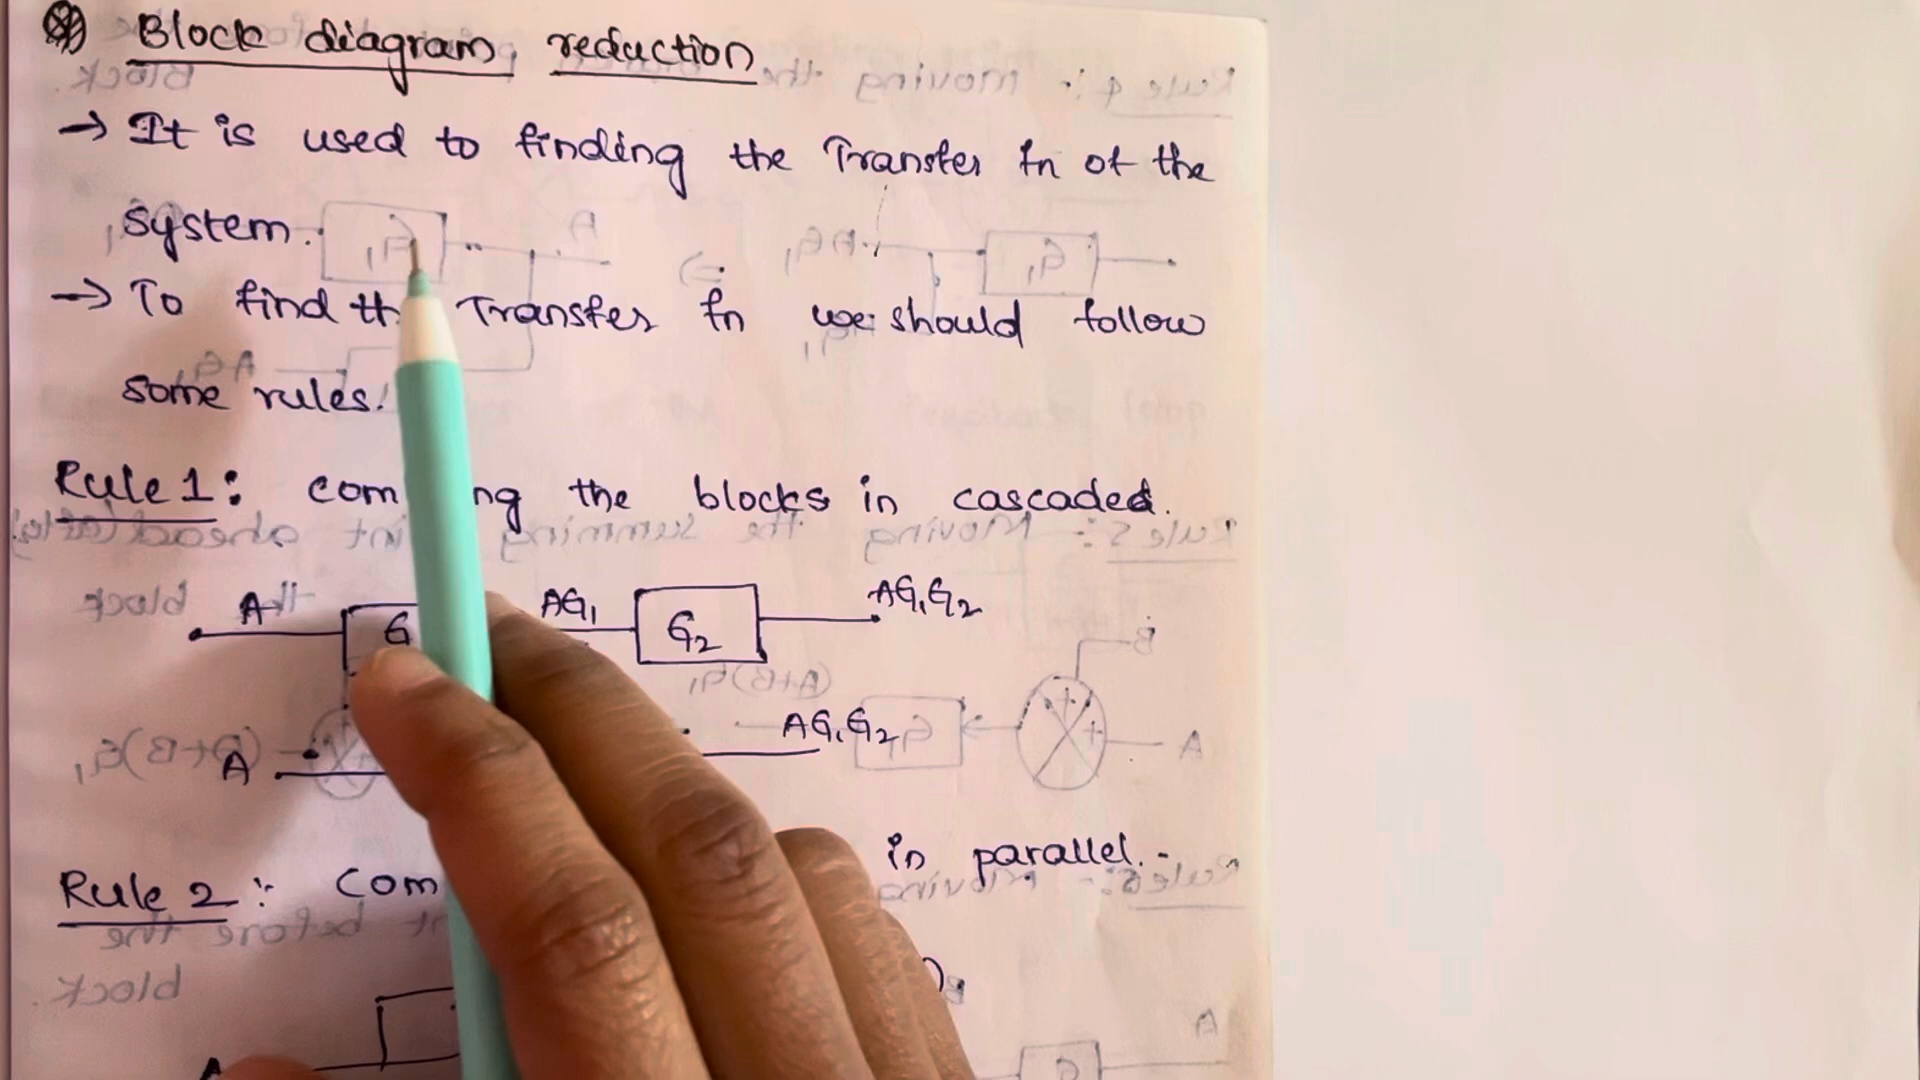 Block diagram reduction
→ It is used to finding the Transfer fn of the
system.
→ To find the Transfer fn we should follow
some rules.
Rule 1: com ng the blocks in cascaded.
A G AG1 G2 AG1G2
A AG1G2
Rule 2: Com in parallel.
A